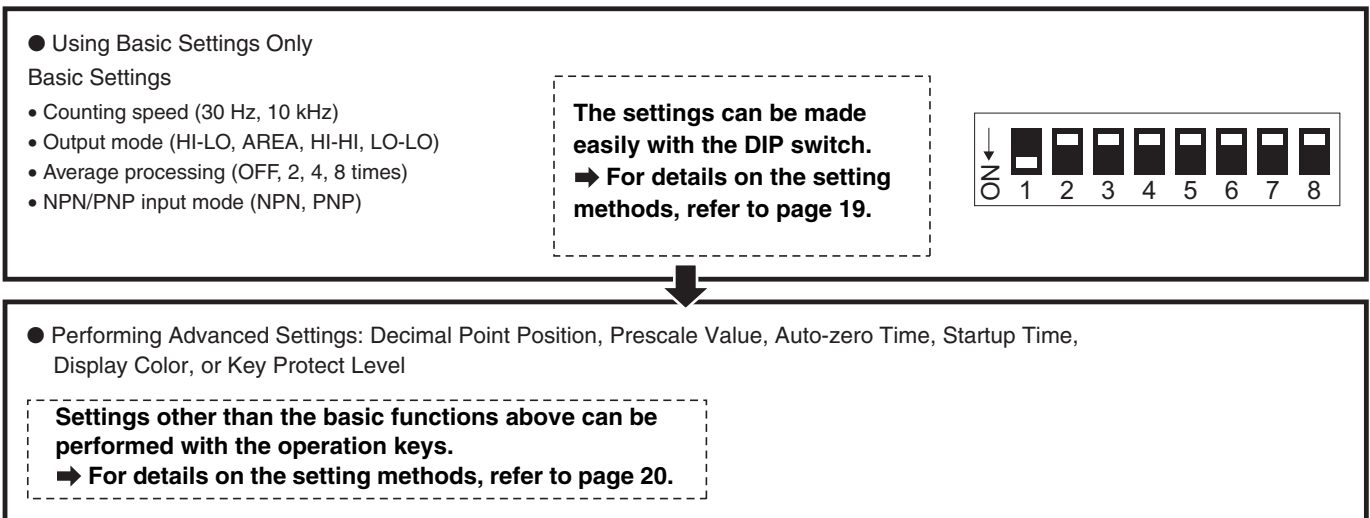 ● Using Basic Settings Only
Basic Settings
• Counting speed (30 Hz, 10 kHz)
• Output mode (HI-LO, AREA, HI-HI, LO-LO)
• Average processing (OFF, 2, 4, 8 times)
• NPN/PNP input mode (NPN, PNP)
The settings can be made
easily with the DIP switch.
➡ For details on the setting
methods, refer to page 19.
ON
1 2 3 4 5 6 7 8
● Performing Advanced Settings: Decimal Point Position, Prescale Value, Auto-zero Time, Startup Time,
Display Color, or Key Protect Level
Settings other than the basic functions above can be
performed with the operation keys.
➡ For details on the setting methods, refer to page 20.